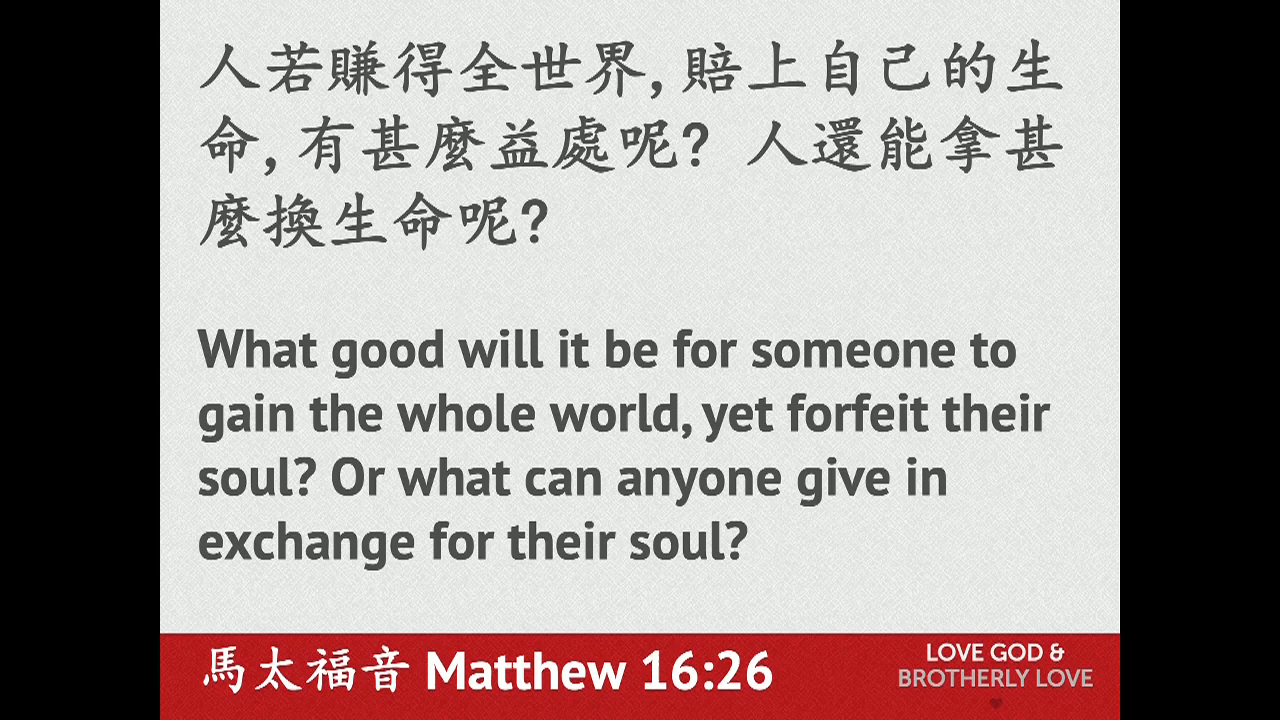 人若賺得全世界, 賠上自己的生
命, 有甚麼益處呢? 人還能拿甚
麼換生命呢?
What good will it be for someone to
gain the whole world, yet forfeit their
soul? Or what can anyone give in
exchange for their soul?
馬太福音 Matthew 16:26
LOVE GOD &
BROTHERLY LOVE